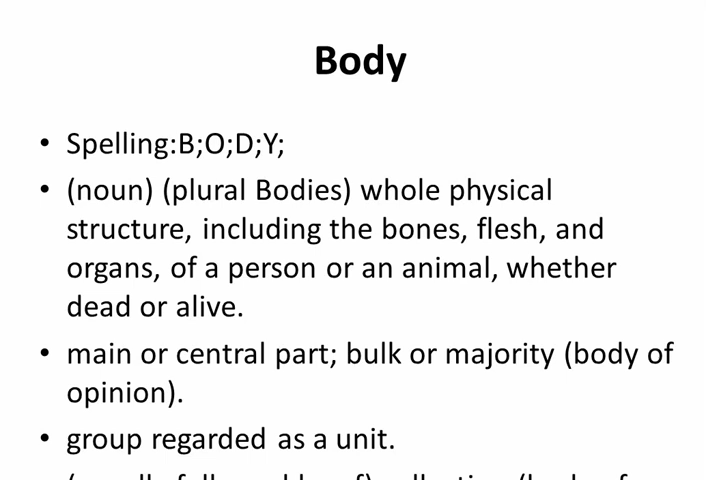 Body
• Spelling:B;O;D;Y;
• (noun) (plural Bodies) whole physical
structure, including the bones, flesh, and
organs, of a person or an animal, whether
dead or alive.
• main or central part; bulk or majority (body of
opinion).
• group regarded as a unit.